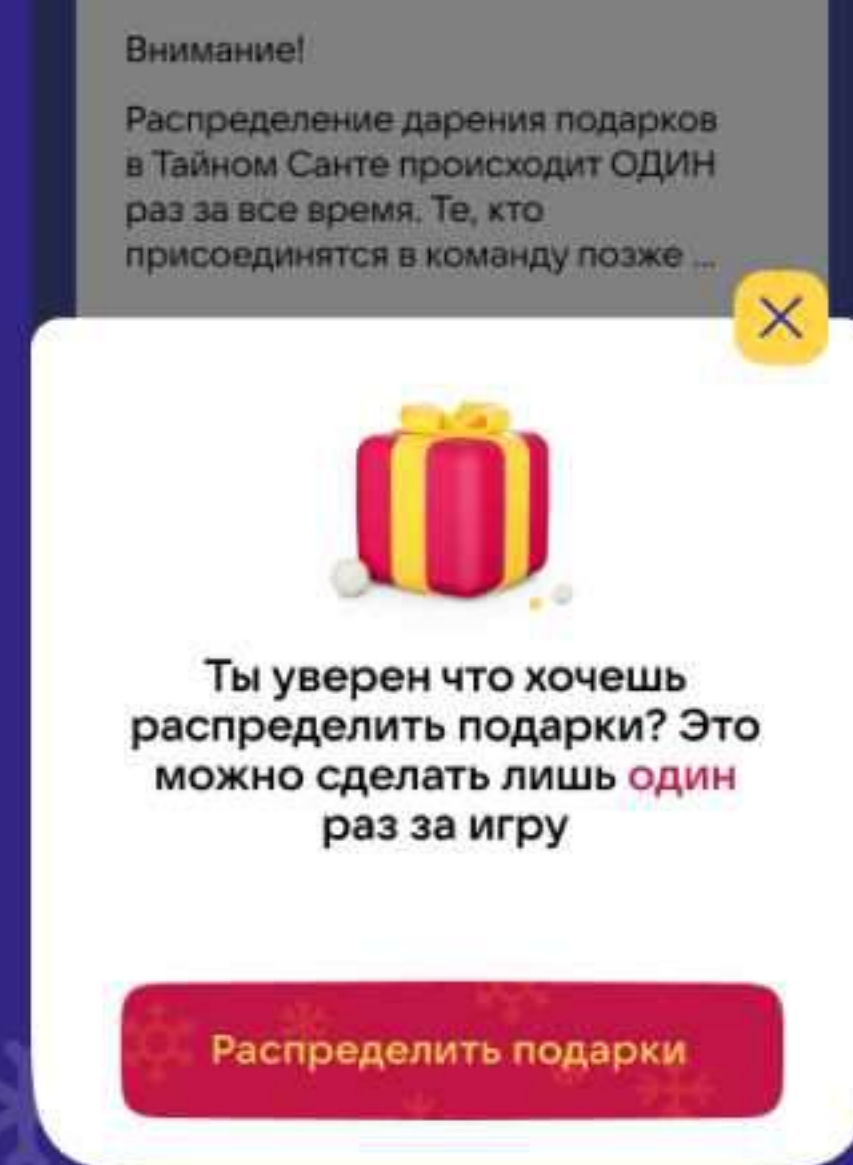 Внимание!
Распределение дарения подарков
в Тайном Санте происходит ОДИН
раз за все время. Те, кто
присоединятся в команду позже ...
Ты уверен что хочешь
распределить подарки? Это
можно сделать лишь один
раз за игру
Распределить подарки